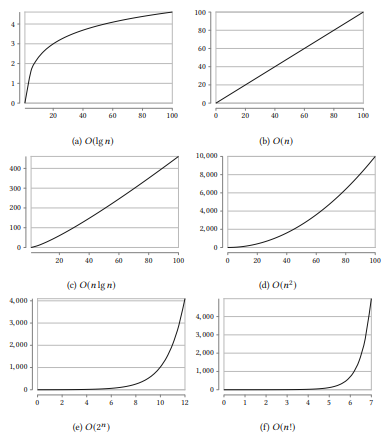 4
3
2
1
0
20 40 60 80 100
(a) O(lg n)
100
80
60
40
20
0
0 20 40 60 80 100
(b) O(n)
400
300
200
100
0
20 40 60 80 100
(c) O(n lg n)
10,000
8,000
6,000
4,000
2,000
0
0 20 40 60 80 100
(d) O(n²)
4,000
3,000
2,000
1,000
0
0 2 4 6 8 10 12
(e) O(2ⁿ)
4,000
3,000
2,000
1,000
0
0 1 2 3 4 5 6 7
(f) O(n!)